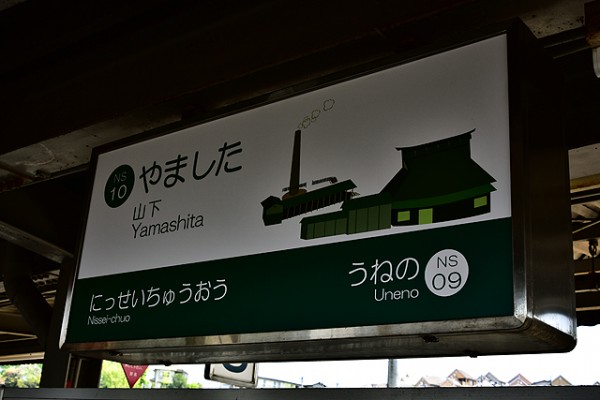 NS
10
やました
山下
Yamashita
にっせいちゅうおう
Nissei-chuo
うねの
Uneno
NS
09